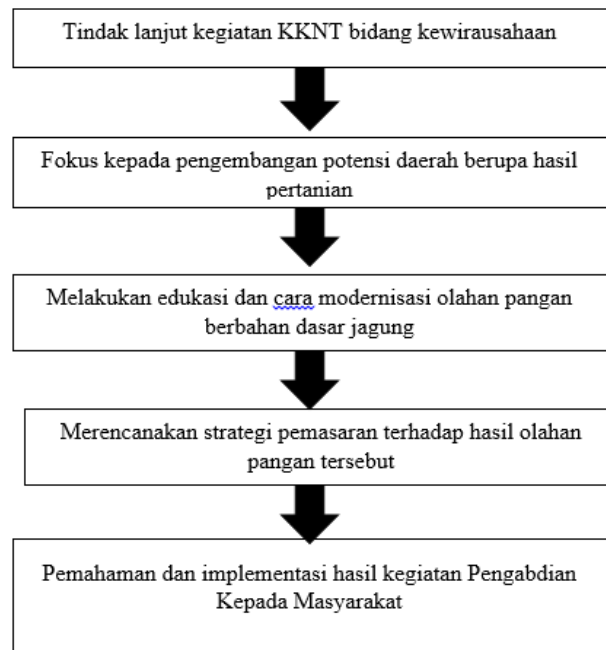 Tindak lanjut kegiatan KKNT bidang kewirausahaan
Fokus kepada pengembangan potensi daerah berupa hasil
pertanian
Melakukan edukasi dan cara modernisasi olahan pangan
berbahan dasar jagung
Merencanakan strategi pemasaran terhadap hasil olahan
pangan tersebut
Pemahaman dan implementasi hasil kegiatan Pengabdian
Kepada Masyarakat